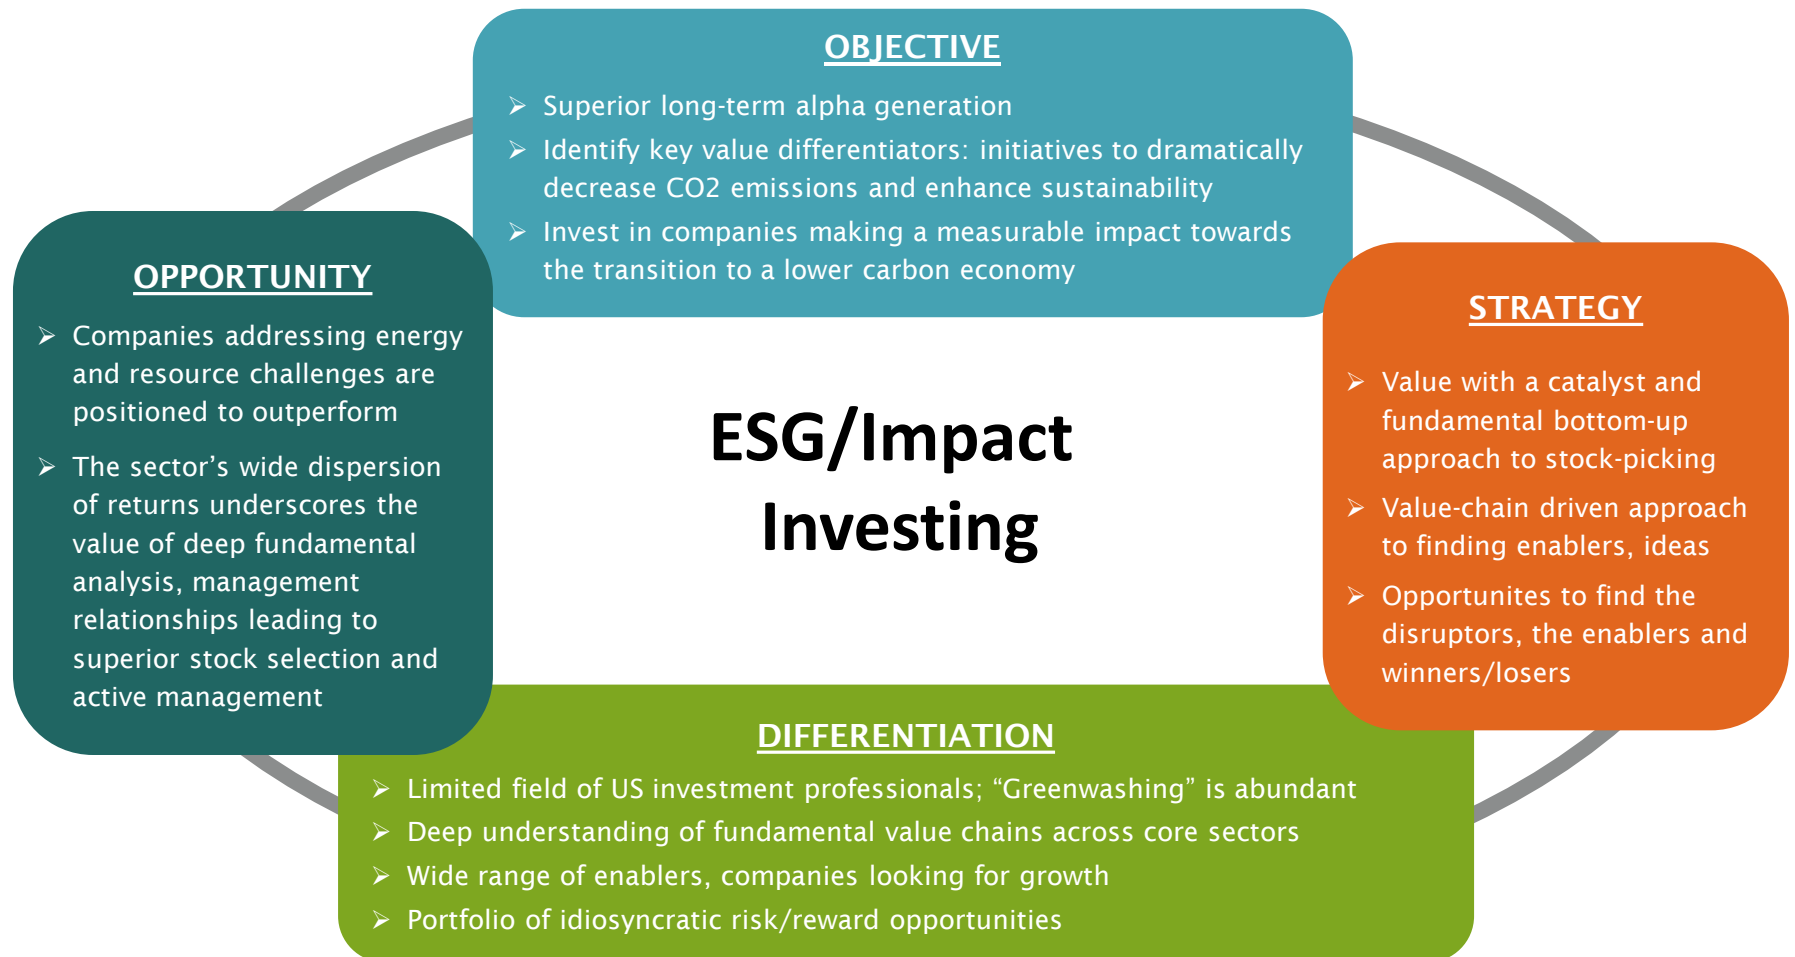 OBJECTIVE
➢ Superior long-term alpha generation
➢ Identify key value differentiators: initiatives to dramatically
decrease CO2 emissions and enhance sustainability
➢ Invest in companies making a measurable impact towards
the transition to a lower carbon economy
OPPORTUNITY
➢ Companies addressing energy
and resource challenges are
positioned to outperform
➢ The sector’s wide dispersion
of returns underscores the
value of deep fundamental
analysis, management
relationships leading to
superior stock selection and
active management
ESG/Impact
Investing
STRATEGY
➢ Value with a catalyst and
fundamental bottom-up
approach to stock-picking
➢ Value-chain driven approach
to finding enablers, ideas
➢ Opportunites to find the
disruptors, the enablers and
winners/losers
DIFFERENTIATION
➢ Limited field of US investment professionals; “Greenwashing” is abundant
➢ Deep understanding of fundamental value chains across core sectors
➢ Wide range of enablers, companies looking for growth
➢ Portfolio of idiosyncratic risk/reward opportunities